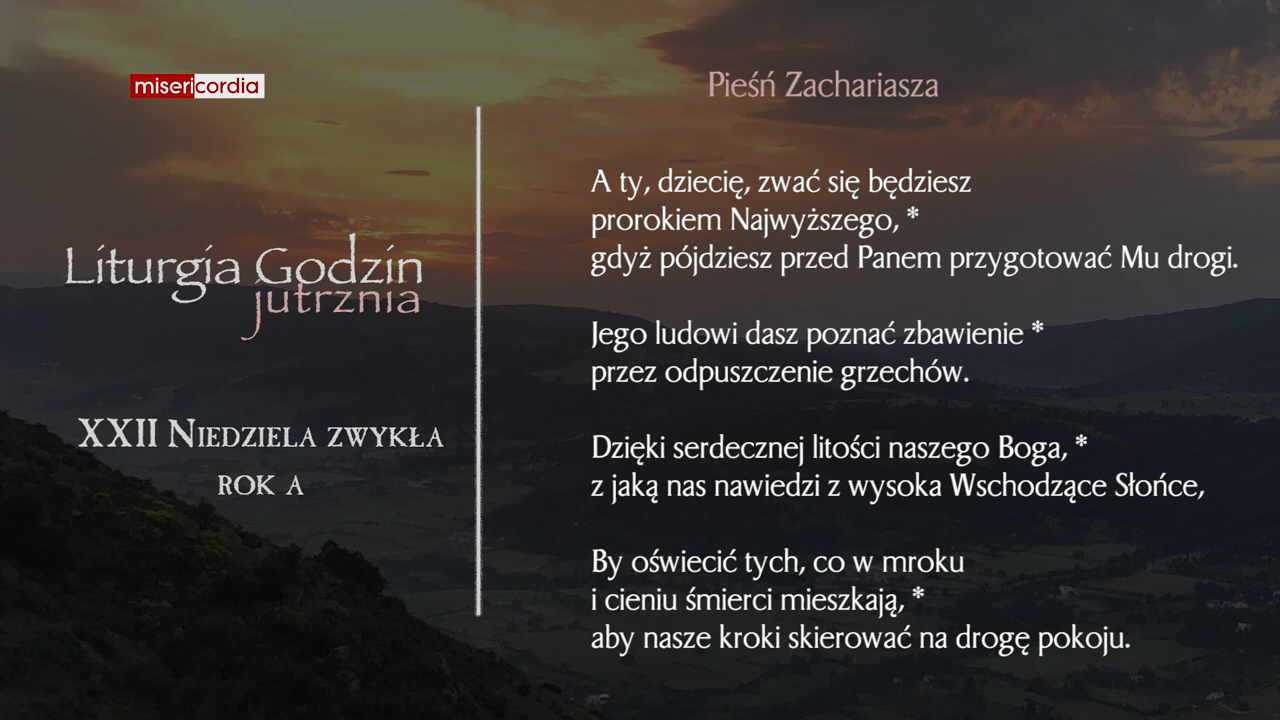 misericordia
Liturgia Godzin
jutrznia
XXII Niedziela zwykła
rok A
Pieśń Zachariasza
A ty, dziecię, zwać się będziesz
prorokiem Najwyższego, *
gdyż pójdziesz przed Panem przygotować Mu drogi.
Jego ludowi dasz poznać zbawienie *
przez odpuszczenie grzechów.
Dzięki serdecznej litości naszego Boga, *
z jaką nas nawiedzi z wysoka Wschodzące Słońce,
By oświecić tych, co w mroku
i cieniu śmierci mieszkają, *
aby nasze kroki skierować na drogę pokoju.